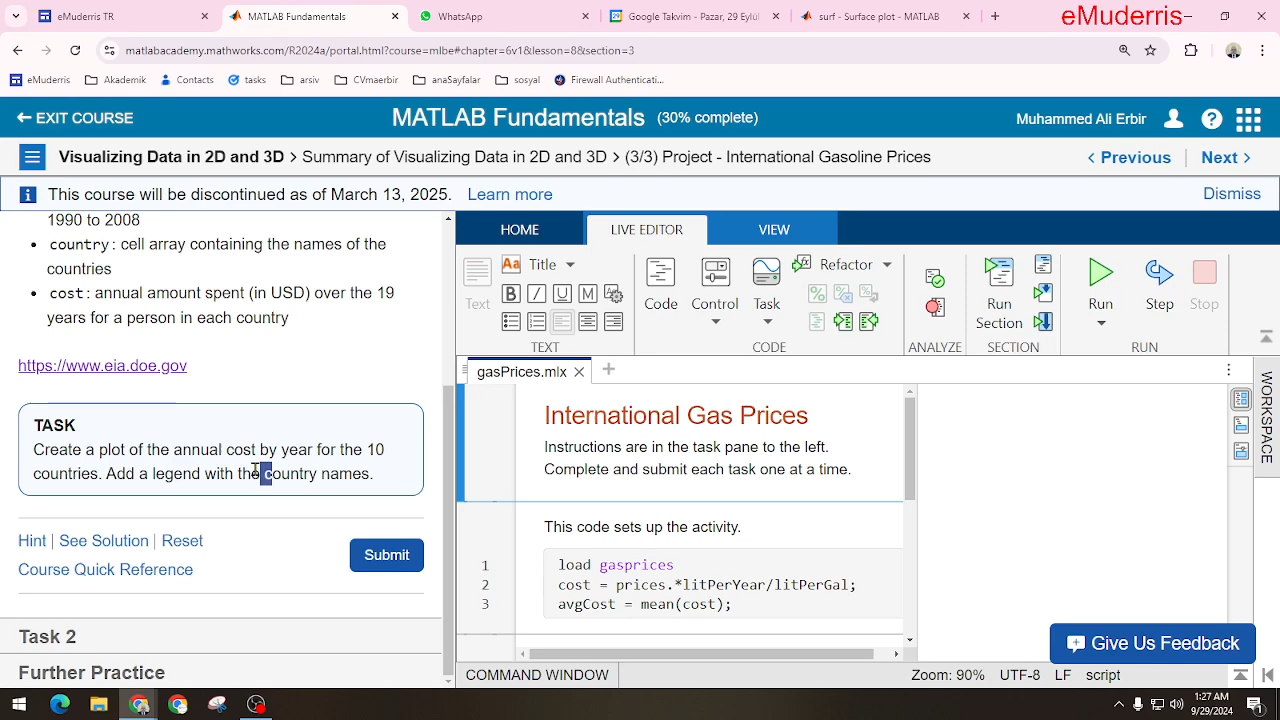 eMuderris TR
MATLAB Fundamentals
WhatsApp
Google Takvim - Pazar, 29 Eylül
surf - Surface plot - MATLAB
eMuderris
matlabacademy.mathworks.com/R2024a/portal.html?course=mlbe#chapter=6v1&lesson=8&section=3
eMuderris
Akademik
Contacts
tasks
arsiv
CVmaerbir
anaSayfalar
sosyal
Firewall Authenticati...
EXIT COURSE
MATLAB Fundamentals (30% complete)
Muhammed Ali Erbir
Visualizing Data in 2D and 3D > Summary of Visualizing Data in 2D and 3D > (3/3) Project - International Gasoline Prices
< Previous | Next >
This course will be discontinued as of March 13, 2025. Learn more
Dismiss
1990 to 2008
• country: cell array containing the names of the
countries
• cost: annual amount spent (in USD) over the 19
years for a person in each country
https://www.eia.doe.gov
TASK
Create a plot of the annual cost by year for the 10
countries. Add a legend with the country names.
Hint | See Solution | Reset
Course Quick Reference
Submit
Task 2
Further Practice
HOME
LIVE EDITOR
VIEW
Text
Aa Title
B I U M
TEXT
Code
Control
Task
Refactor
CODE
ANALYZE
Run
Section
SECTION
Run
Step
Stop
RUN
gasPrices.mlx
WORKSPACE
International Gas Prices
Instructions are in the task pane to the left.
Complete and submit each task one at a time.
This code sets up the activity.
1 load gasprices
2 cost = prices.*litPerYear/litPerGal;
3 avgCost = mean(cost);
Give Us Feedback
COMMAND WINDOW
Zoom: 90%
UTF-8
LF
script
1:27 AM
9/29/2024